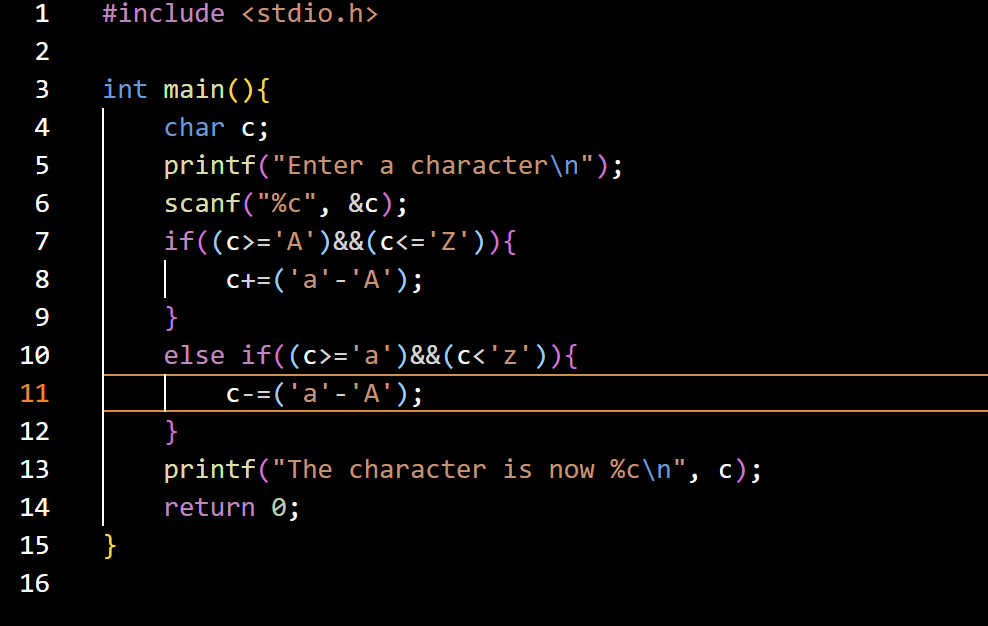 1 #include <stdio.h>
2
3 int main(){
4     char c;
5     printf("Enter a character\n");
6     scanf("%c", &c);
7     if((c>='A')&&(c<='Z')){
8         c+=('a'-'A');
9     }
10     else if((c>='a')&&(c<'z')){
11         c-=('a'-'A');
12     }
13     printf("The character is now %c\n", c);
14     return 0;
15 }
16